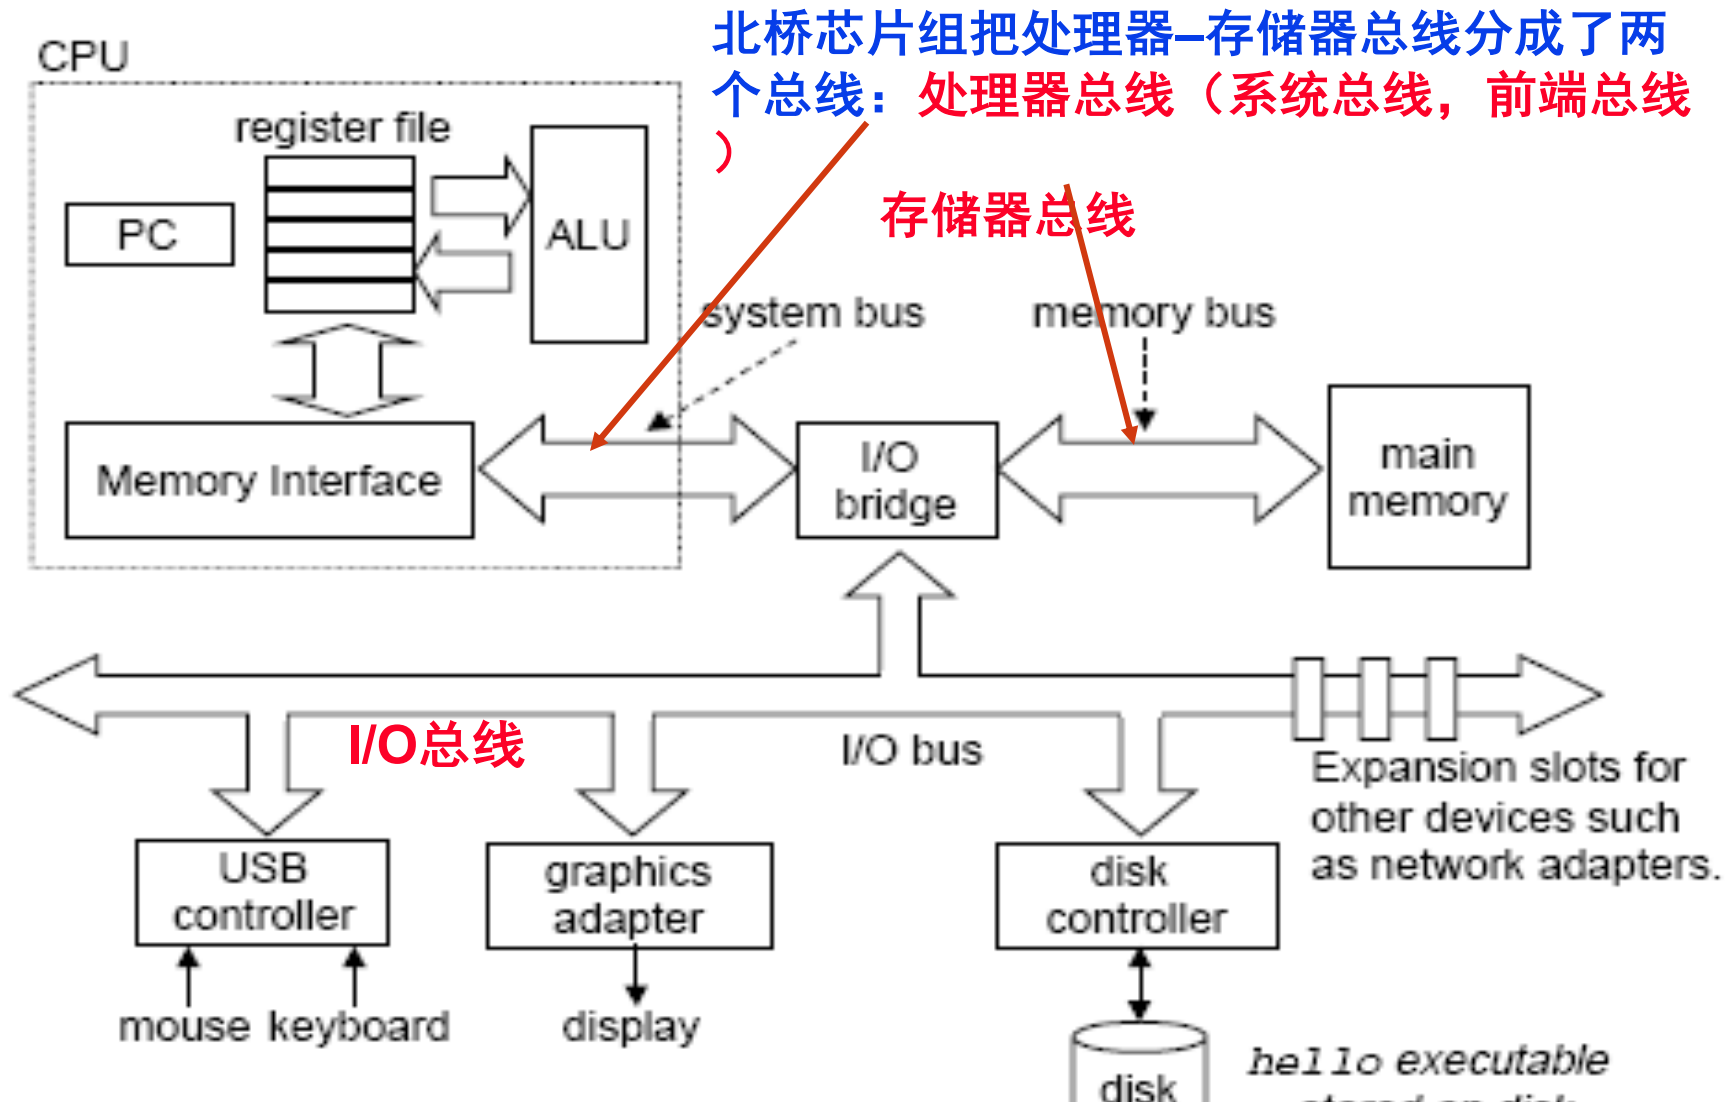 北桥芯片组把处理器–存储器总线分成了两
个总线：处理器总线（系统总线，前端总线
）
存储器总线
CPU
register file
PC
ALU
system bus
memory bus
Memory Interface
I/O
bridge
main
memory
I/O总线
I/O bus
Expansion slots for
other devices such
as network adapters.
USB
controller
graphics
adapter
disk
controller
mouse
keyboard
display
disk
hello executable
stored on disk